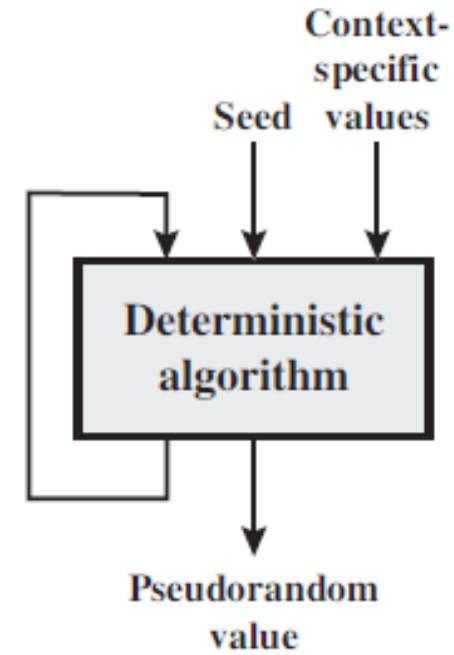 Context-
specific
Seed values
Deterministic
algorithm
Pseudorandom
value